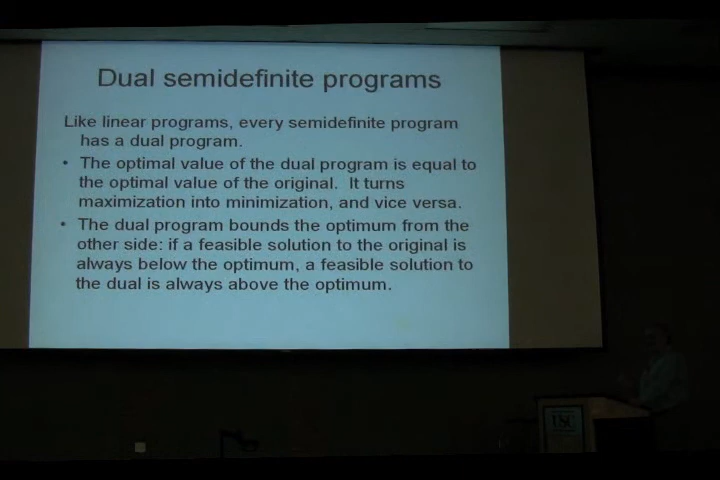 Dual semidefinite programs
Like linear programs, every semidefinite program
has a dual program.
• The optimal value of the dual program is equal to
the optimal value of the original. It turns
maximization into minimization, and vice versa.
• The dual program bounds the optimum from the
other side: if a feasible solution to the original is
always below the optimum, a feasible solution to
the dual is always above the optimum.
USC